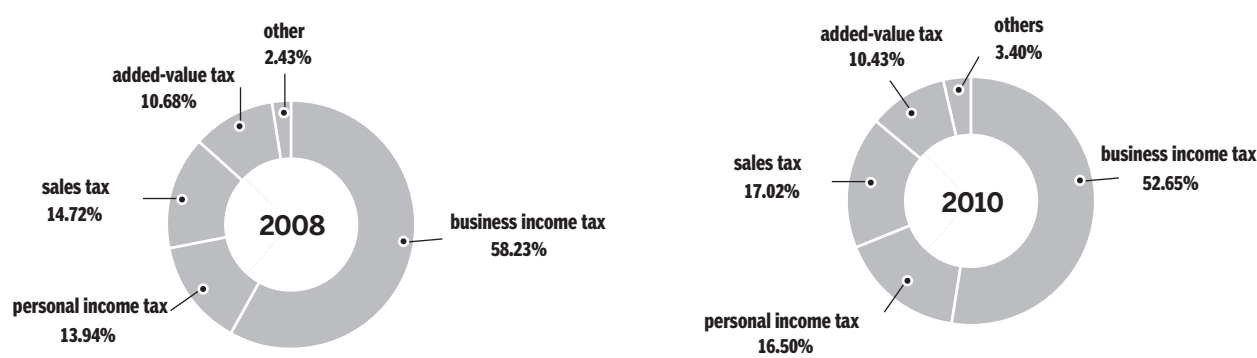 other
2.43%
added-value tax
10.68%
sales tax
14.72%
2008
business income tax
58.23%
personal income tax
13.94%
others
3.40%
added-value tax
10.43%
business income tax
52.65%
sales tax
17.02%
2010
personal income tax
16.50%